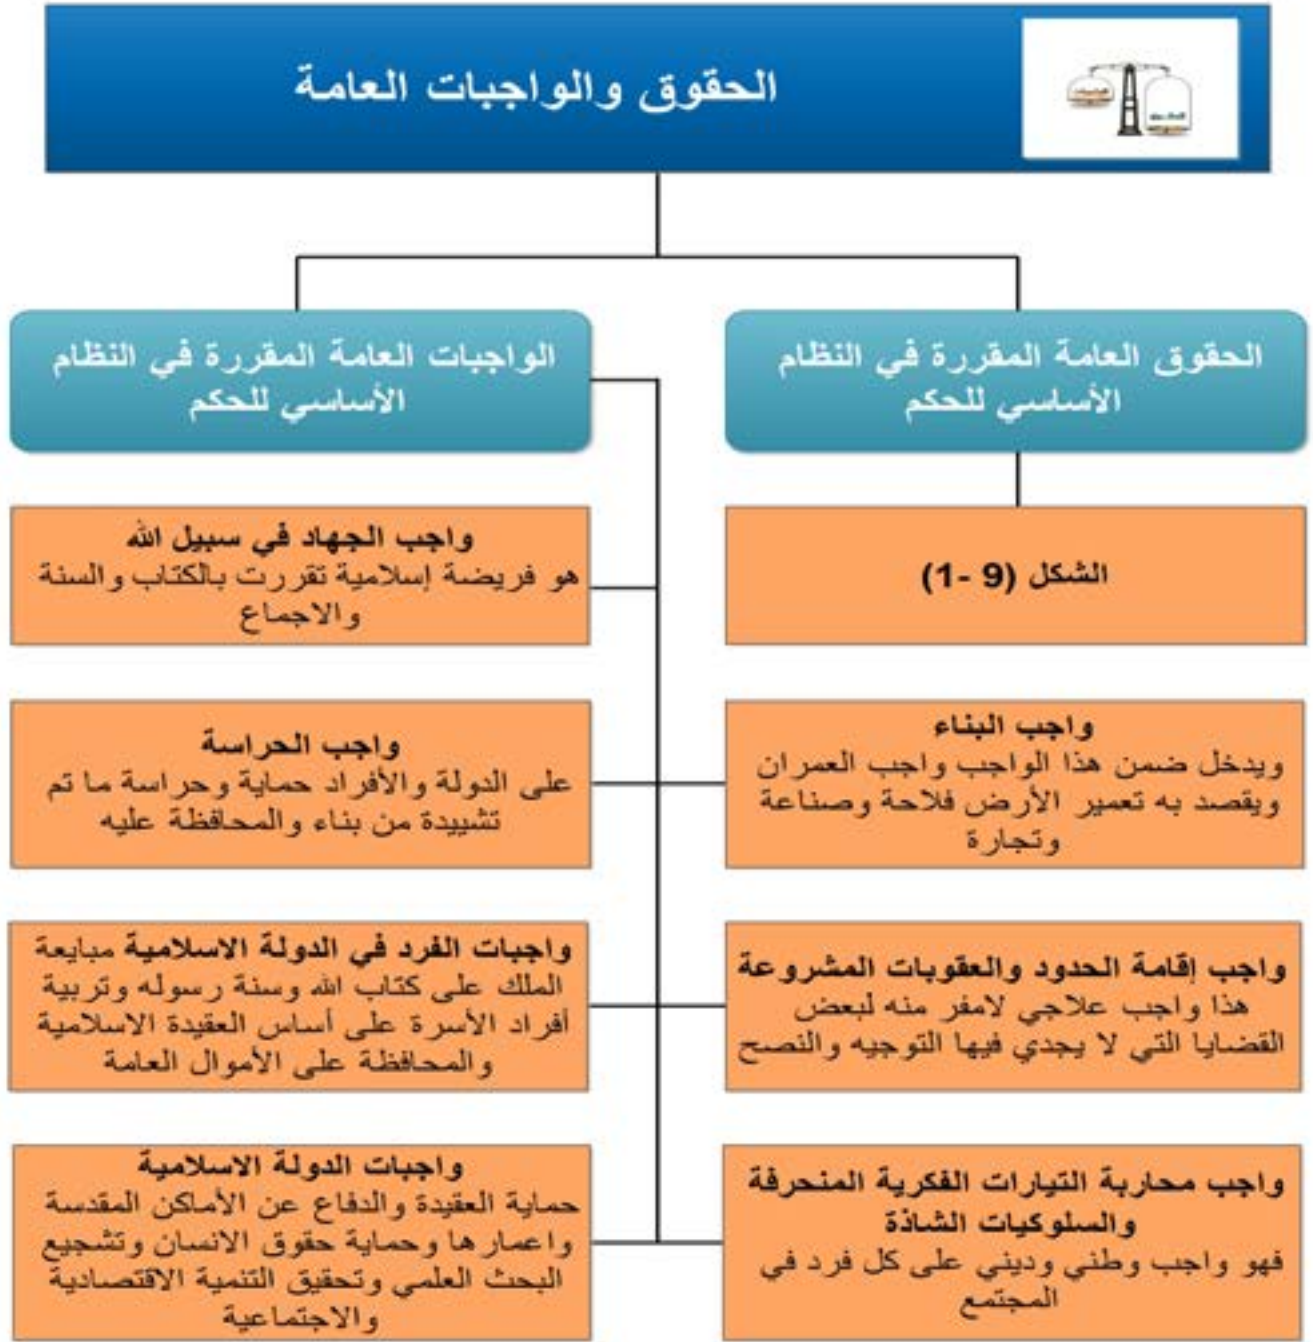 الحقوق والواجبات العامة
الحقوق العامة المقررة في النظام
الأساسي للحكم
الشكل (9 -1)
الواجبات العامة المقررة في النظام
الأساسي للحكم
واجب الجهاد في سبيل الله
هو فريضة إسلامية تقررت بالكتاب والسنة
والاجماع
واجب البناء
ويدخل ضمن هذا الواجب واجب العمران
ويقصد به تعمير الأرض فلاحة وصناعة
وتجارة
واجب الحراسة
على الدولة والأفراد حماية وحراسة ما تم
تشييدة من بناء والمحافظة عليه
واجب إقامة الحدود والعقوبات المشروعة
هذا واجب علاجي لامفر منه لبعض
القضايا التي لا يجدي فيها التوجيه والنصح
واجبات الفرد في الدولة الاسلامية مبايعة
الملك على كتاب الله وسنة رسوله وتربية
أفراد الأسرة على أساس العقيدة الاسلامية
والمحافظة على الأموال العامة
واجب محاربة التيارات الفكرية المنحرفة
والسلوكيات الشاذة
فهو واجب وطني وديني على كل فرد في
المجتمع
واجبات الدولة الاسلامية
حماية العقيدة والدفاع عن الأماكن المقدسة
واعمارها وحماية حقوق الانسان وتشجيع
البحث العلمي وتحقيق التنمية الاقتصادية
والاجتماعية